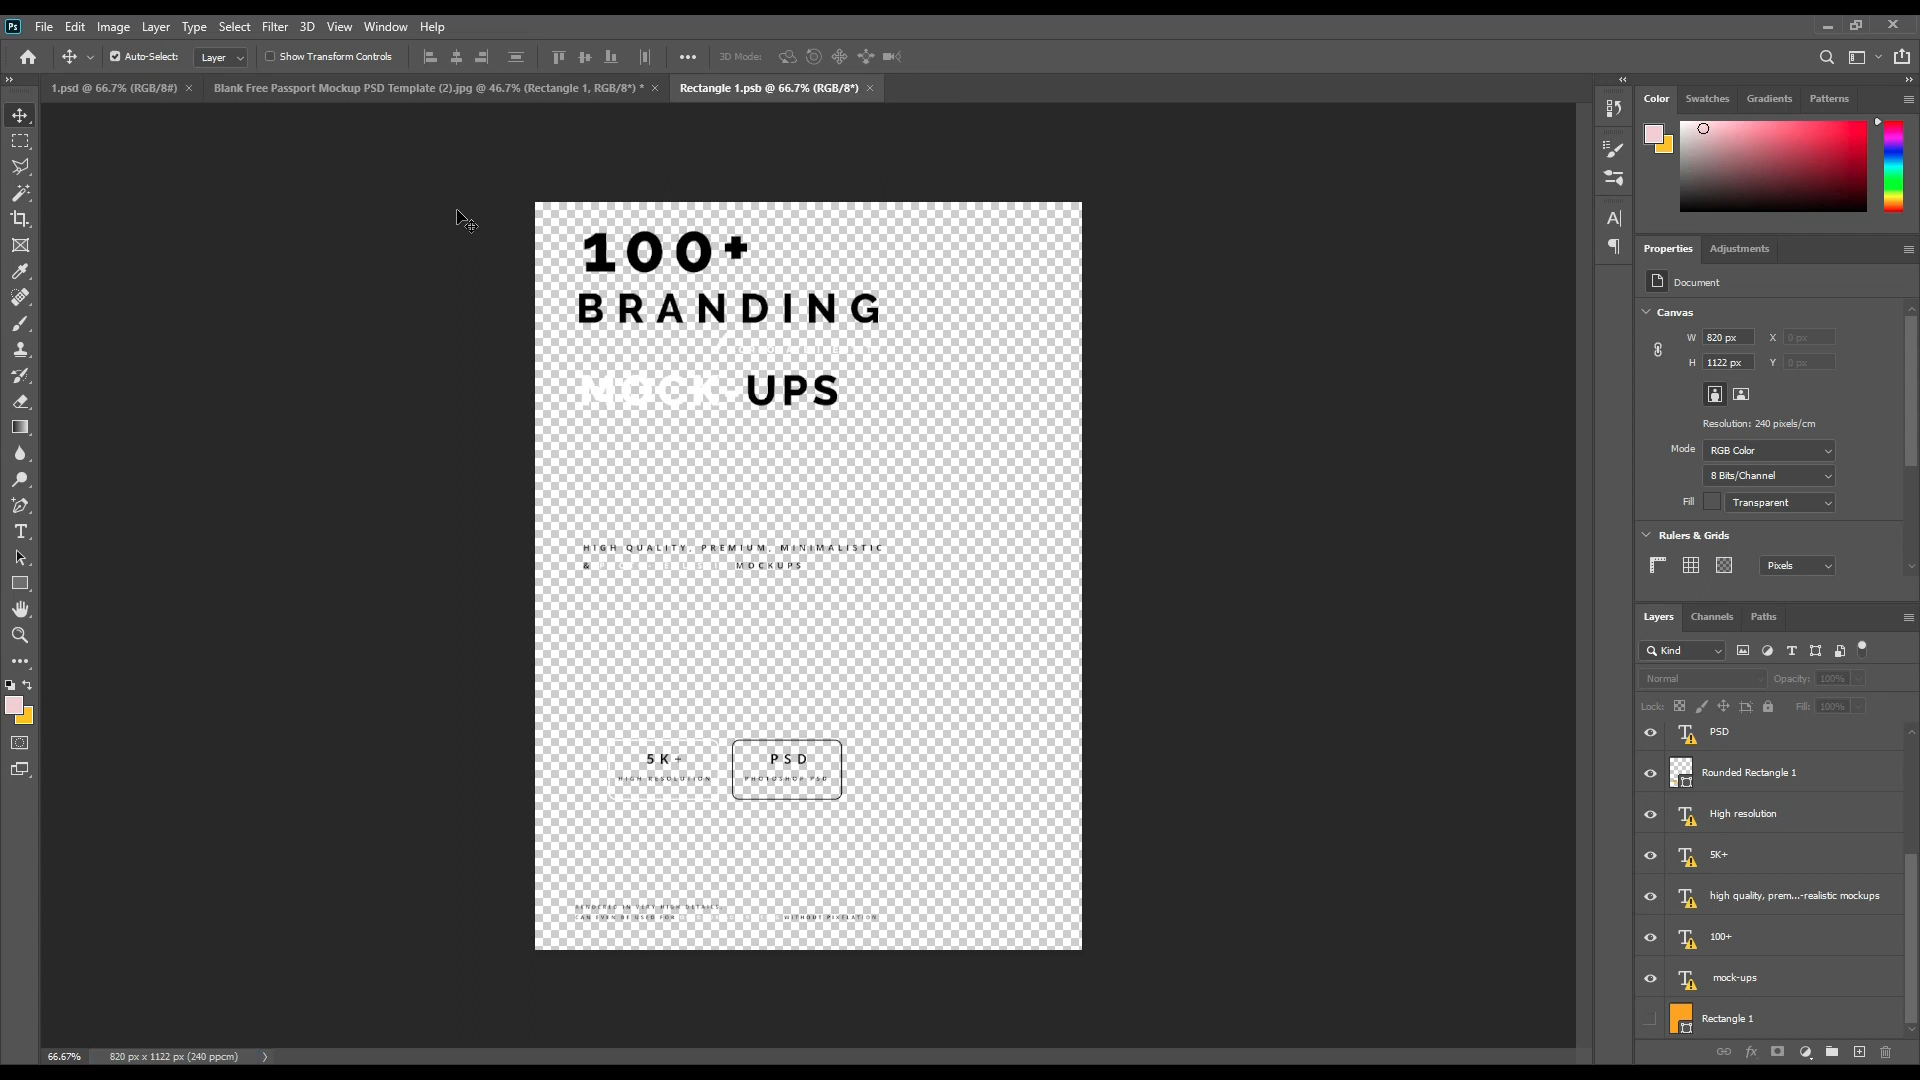 Ps File Edit Image Layer Type Select Filter 3D View Window Help
Auto-Select: Layer Show Transform Controls 3D Mode:
1.psd @ 66.7% (RGB/8#) × Blank Free Passport Mockup PSD Template (2).jpg @ 46.7% (Rectangle 1, RGB/8*) * × Rectangle 1.psb @ 66.7% (RGB/8*) ×
100+
BRANDING
MOCK-UPS
HIGH QUALITY, PREMIUM, MINIMALISTIC
& MOCKUPS
5K+
HIGH RESOLUTION
PSD
PHOTOSHOP PSD
RENDERED IN VERY HIGH DETAILS.
CAN EVEN BE USED FOR WITHOUT PIXELATION
66.67% 820 px x 1122 px (240 ppcm)
Color Swatches Gradients Patterns
Properties Adjustments
Document
Canvas
W 820 px X 0 px
H 1122 px Y 0 px
Resolution: 240 pixels/cm
Mode RGB Color
8 Bits/Channel
Fill Transparent
Rulers & Grids
Pixels
Layers Channels Paths
Kind
Normal Opacity: 100%
Lock: Fill: 100%
PSD
Rounded Rectangle 1
High resolution
5K+
high quality, prem...-realistic mockups
100+
mock-ups
Rectangle 1